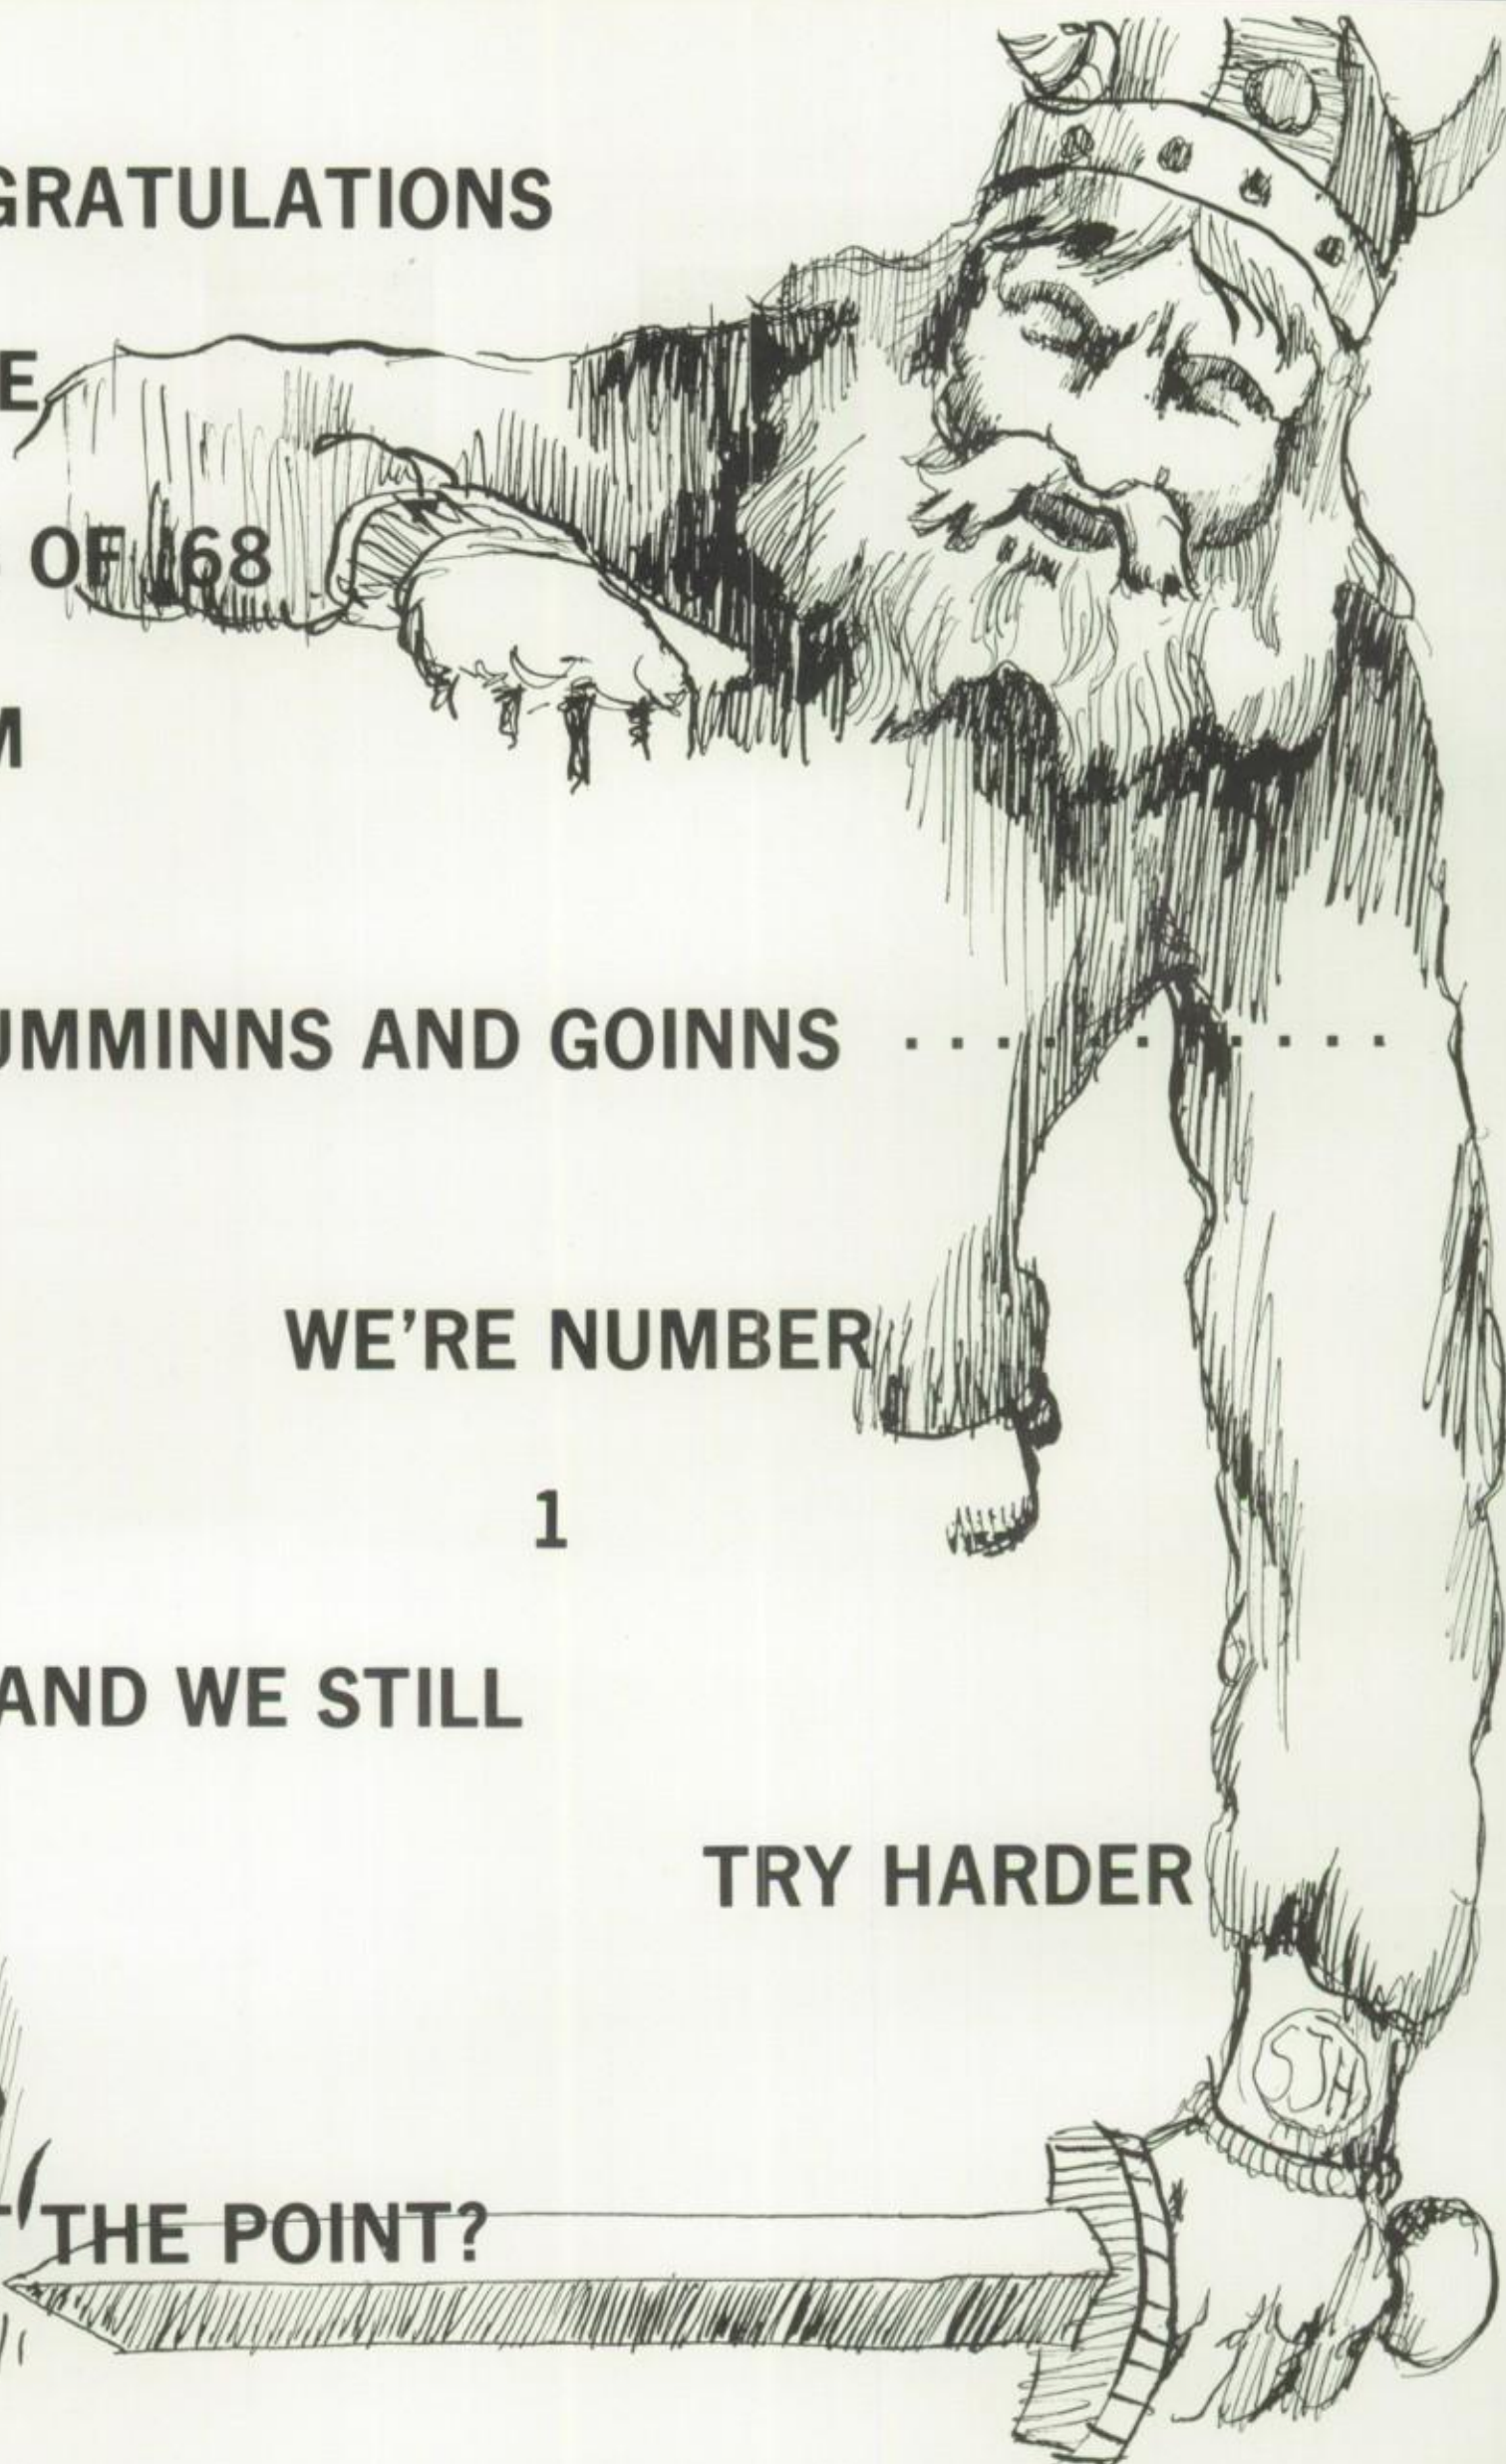 GRATULATIONS
E
OF '68
M
UMMINNS AND GOINNS ...........
WE'RE NUMBER
1
AND WE STILL
TRY HARDER
SJH
THE POINT?